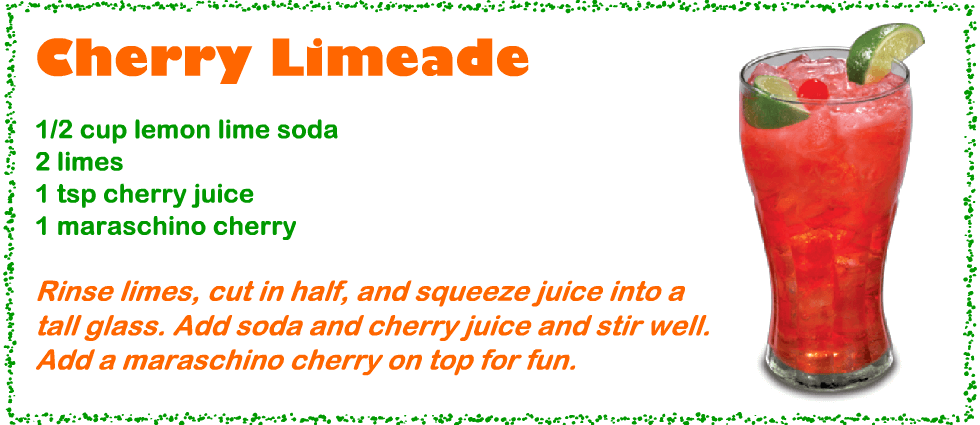 Cherry Limeade
1/2 cup lemon lime soda
2 limes
1 tsp cherry juice
1 maraschino cherry
Rinse limes, cut in half, and squeeze juice into a
tall glass. Add soda and cherry juice and stir well.
Add a maraschino cherry on top for fun.